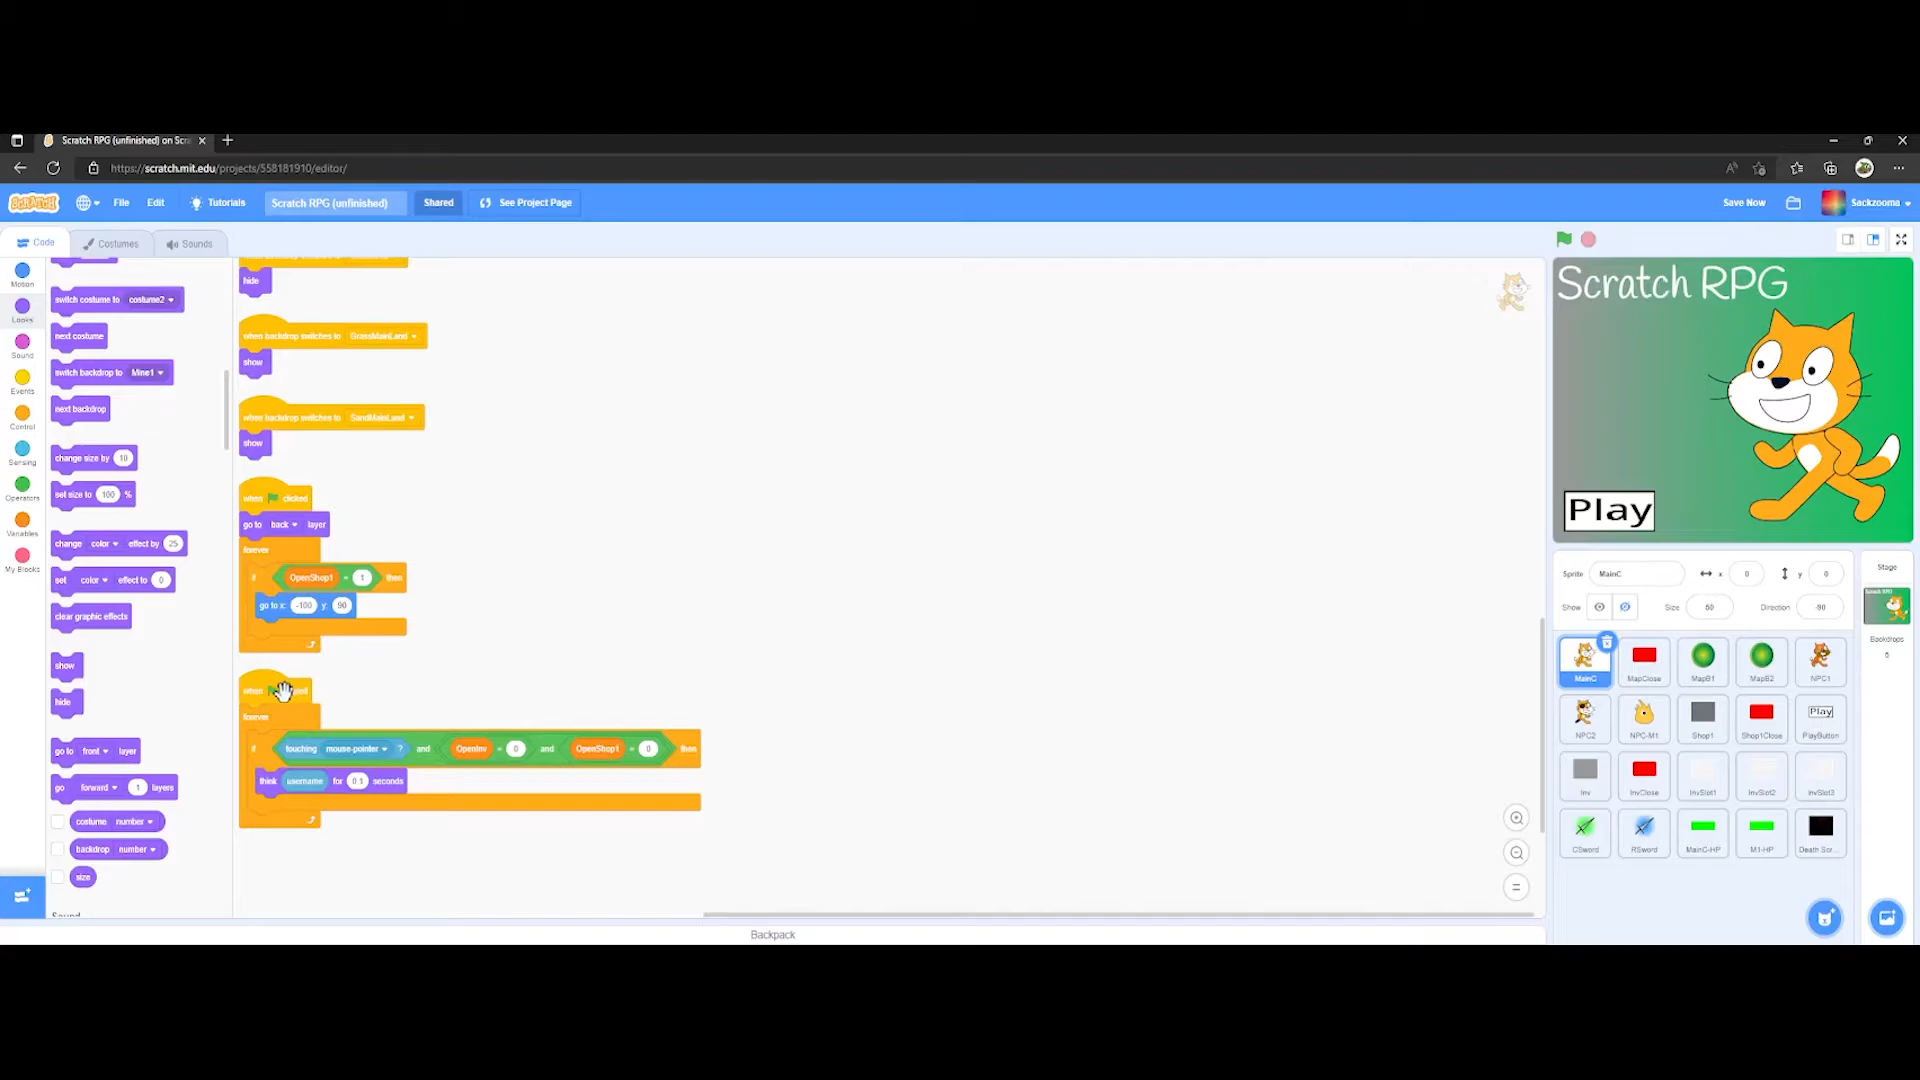 Scratch RPG (unfinished) on Scra
https://scratch.mit.edu/projects/558181910/editor/
SCRATCH File Edit Tutorials Scratch RPG (unfinished) Shared See Project Page Save Now Sackzooma
Code Costumes Sounds
Motion
Looks
Sound
Events
Control
Sensing
Operators
Variables
My Blocks
switch costume to costume2
next costume
switch backdrop to Mine1
next backdrop
change size by 10
set size to 100 %
change color effect by 25
set color effect to 0
clear graphic effects
show
hide
go to front layer
go forward 1 layers
costume number
backdrop number
size
Sound
hide
when backdrop switches to GrassMainLand
show
when backdrop switches to SandMainLand
show
when clicked
go to back layer
forever
if OpenShop1 = 1 then
go to x: -100 y: 90
when
forever
if touching mouse-pointer ? and OpenInv = 0 and OpenShop1 = 0 then
think username for 0.1 seconds
Backpack
Scratch RPG
Play
Sprite MainC x 0 y 0
Show Size 50 Direction -90
MainC MapClose MapB1 MapB2 NPC1
NPC2 NPC-M1 Shop1 Shop1Close Play PlayButton
Inv InvClose InvSlot1 InvSlot2 InvSlot3
CSword RSword MainC-HP M1-HP Death Scr...
Stage
Scratch RPG
Backdrops